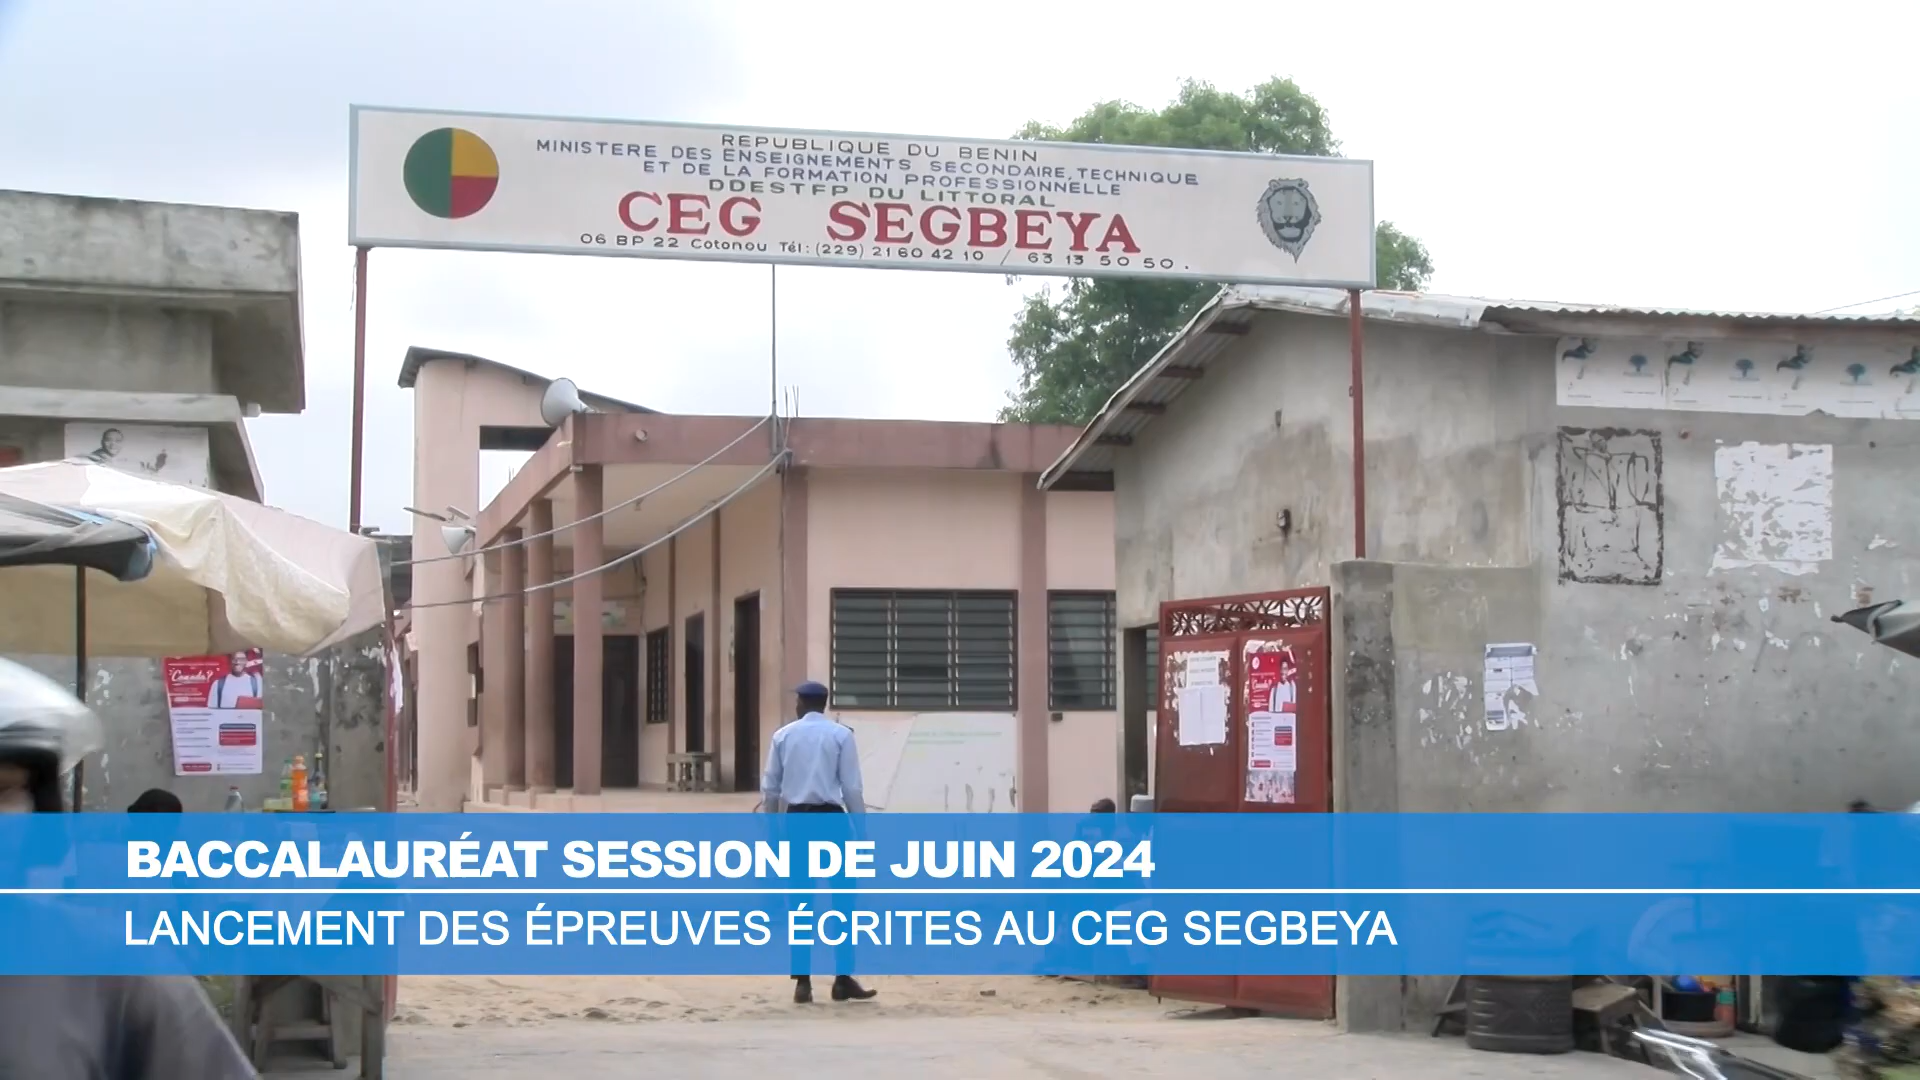 REPUBLIQUE DU BENIN
MINISTERE DES ENSEIGNEMENTS SECONDAIRE, TECHNIQUE
ET DE LA FORMATION PROFESSIONNELLE
DDESTFP DU LITTORAL
CEG SEGBEYA
06 BP 22 Cotonou Tél: (229) 21 60 42 10 / 63 13 50 50.
"Canada?
Canada?
BACCALAURÉAT SESSION DE JUIN 2024
LANCEMENT DES ÉPREUVES ÉCRITES AU CEG SEGBEYA